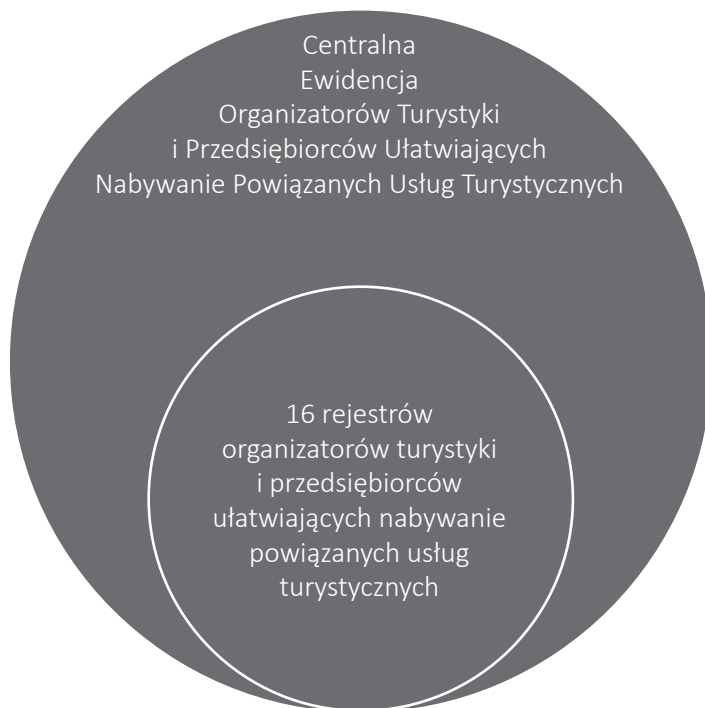 Centralna
Ewidencja
Organizatorów Turystyki
i Przedsiębiorców Ułatwiających
Nabywanie Powiązanych Usług Turystycznych
16 rejestrów
organizatorów turystyki
i przedsiębiorców
ułatwiających nabywanie
powiązanych usług
turystycznych